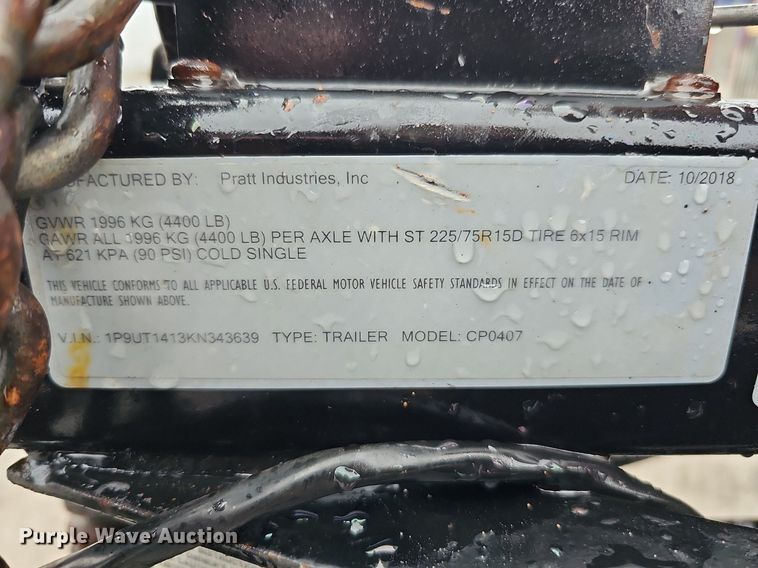 MANUFACTURED BY: Pratt Industries, Inc DATE: 10/2018
GVWR 1996 KG (4400 LB)
GAWR ALL 1996 KG (4400 LB) PER AXLE WITH ST 225/75R15D TIRE 6x15 RIM
AT 621 KPA (90 PSI) COLD SINGLE
THIS VEHICLE CONFORMS TO ALL APPLICABLE U.S. FEDERAL MOTOR VEHICLE SAFETY STANDARDS IN EFFECT ON THE DATE OF
MANUFACTURE SHOWN ABOVE.
V.I.N.: 1P9UT1413KN343639 TYPE: TRAILER MODEL: CP0407
Purple Wave Auction